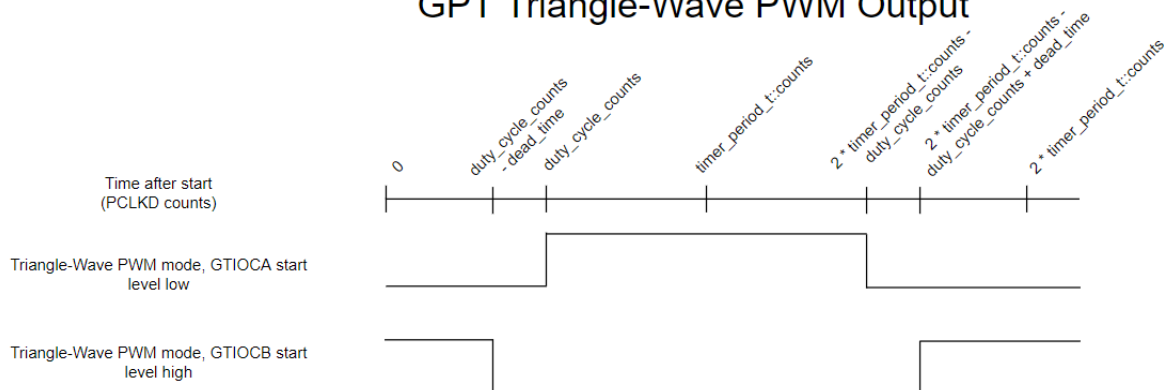 GPT Triangle-Wave PWM Output
0
duty_cycle_counts
- dead_time
duty_cycle_counts
timer_period_t::counts
2 * timer_period_t::counts -
duty_cycle_counts
2 * timer_period_t::counts -
duty_cycle_counts + dead_time
2 * timer_period_t::counts
Time after start
(PCLKD counts)
Triangle-Wave PWM mode, GTIOCA start
level low
Triangle-Wave PWM mode, GTIOCB start
level high